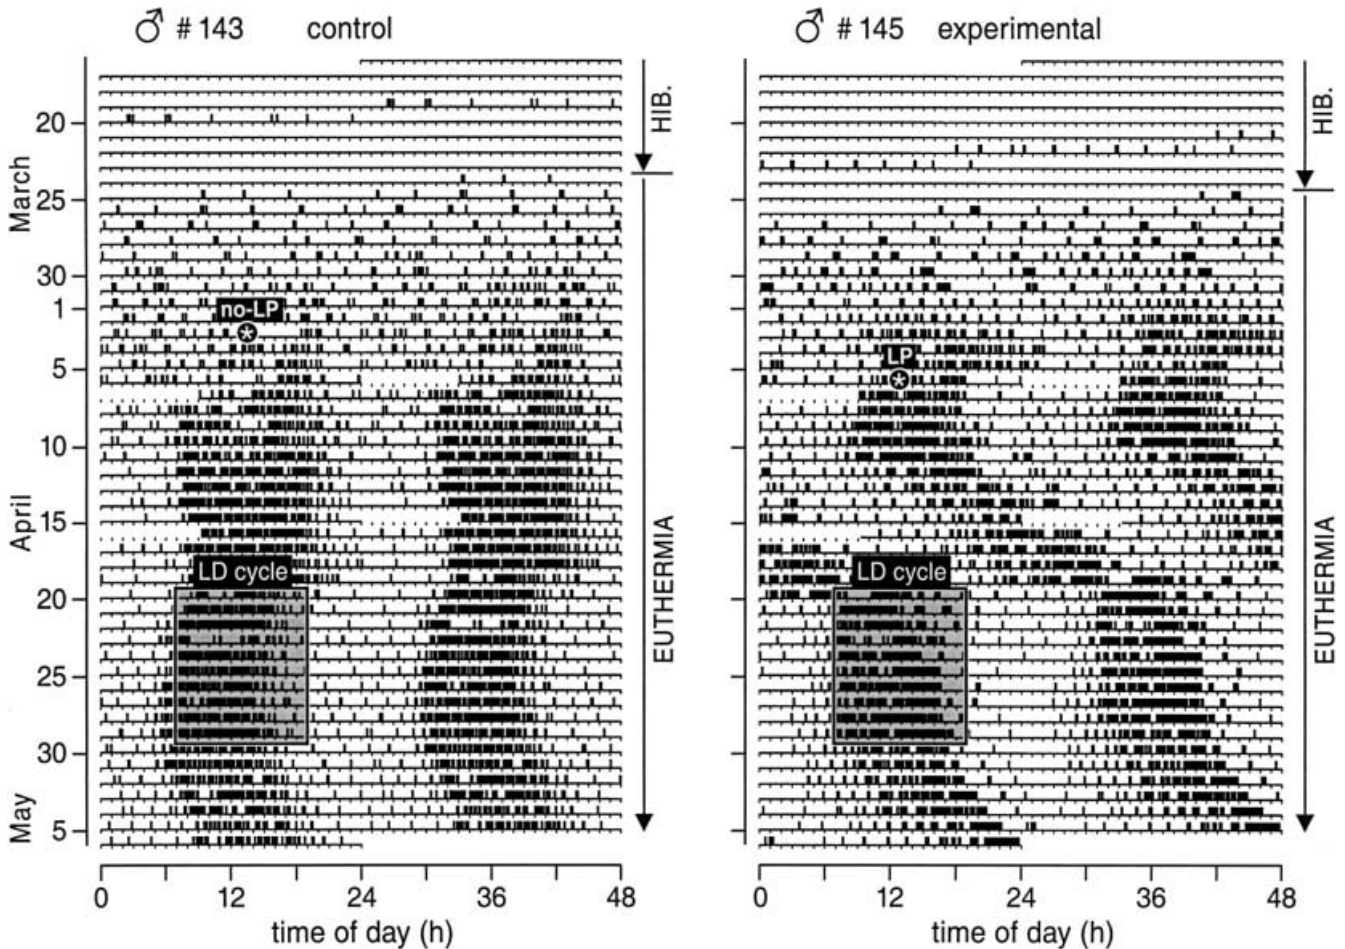 ♂ # 143 control
♂ # 145 experimental
HIB.
HIB.
20
March
25
30
1
no-LP
*
LP
*
5
10
April
15
EUTHERMIA
EUTHERMIA
LD cycle
LD cycle
20
25
30
May
5
0 12 24 36 48
0 12 24 36 48
time of day (h)
time of day (h)